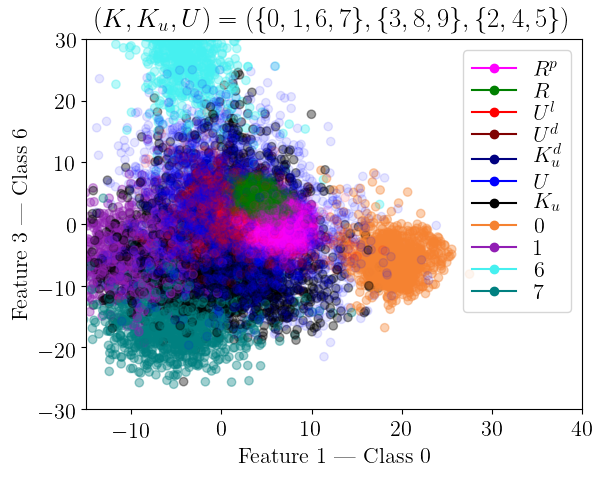 (K, K_u, U) = ({0, 1, 6, 7}, {3, 8, 9}, {2, 4, 5})
30
20
10
0
−10
−20
−30
Feature 3 — Class 6
R^p
R
U^l
U^d
K_u^d
U
K_u
0
1
6
7
−10
0
10
20
30
40
Feature 1 — Class 0